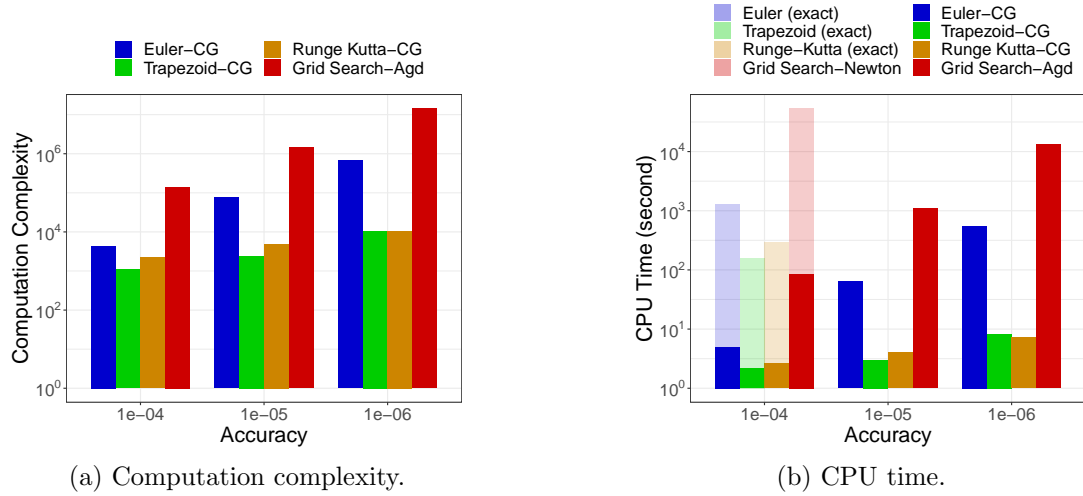 Euler−CG Runge Kutta−CG
Trapezoid−CG Grid Search−Agd
Computation Complexity
10^6
10^4
10^2
10^0
1e−04 1e−05 1e−06
Accuracy
(a) Computation complexity.
Euler (exact) Euler−CG
Trapezoid (exact) Trapezoid−CG
Runge−Kutta (exact) Runge Kutta−CG
Grid Search−Newton Grid Search−Agd
CPU Time (second)
10^4
10^3
10^2
10^1
10^0
1e−04 1e−05 1e−06
Accuracy
(b) CPU time.